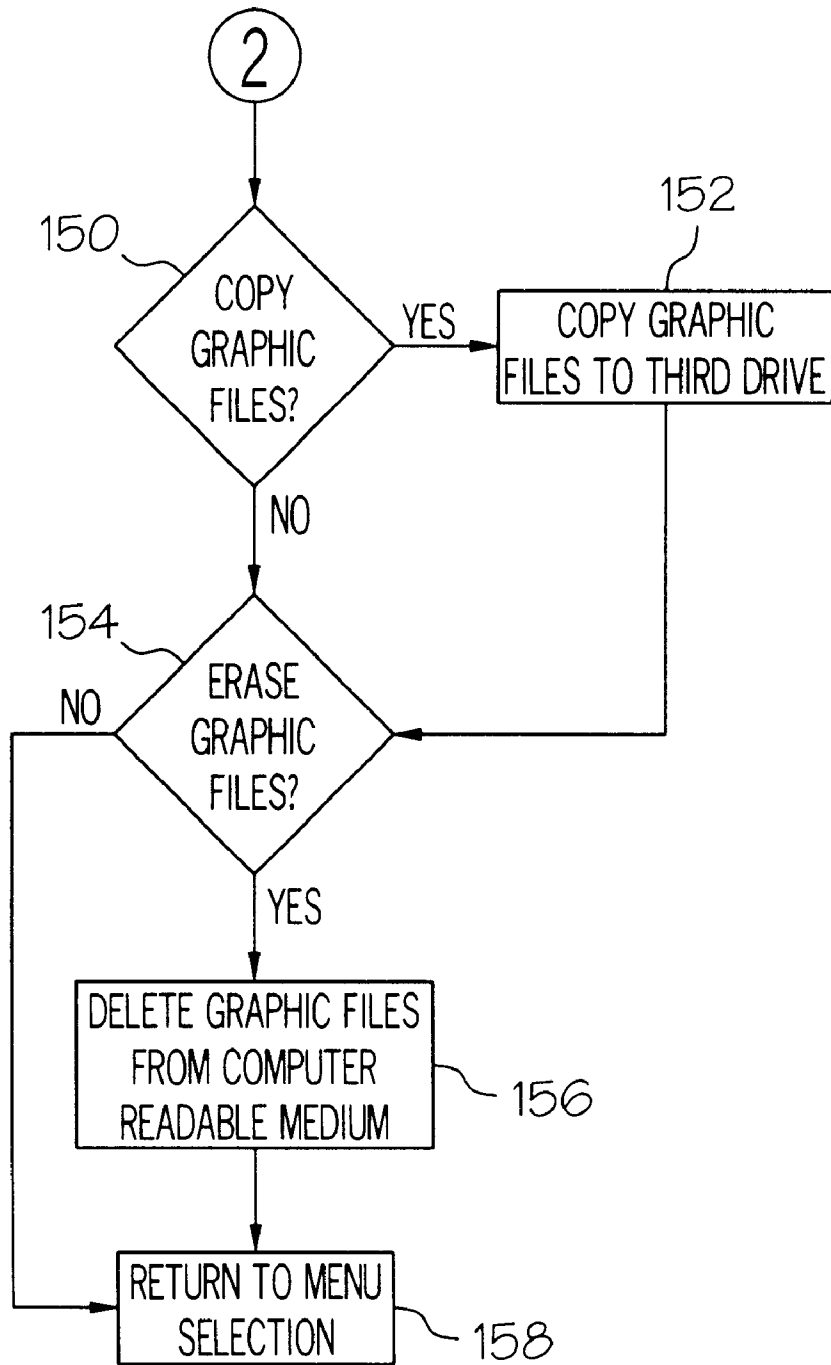 2
150
COPY
GRAPHIC
FILES?
YES
152
COPY GRAPHIC
FILES TO THIRD DRIVE
NO
154
NO
ERASE
GRAPHIC
FILES?
YES
DELETE GRAPHIC FILES
FROM COMPUTER
READABLE MEDIUM
156
RETURN TO MENU
SELECTION
158